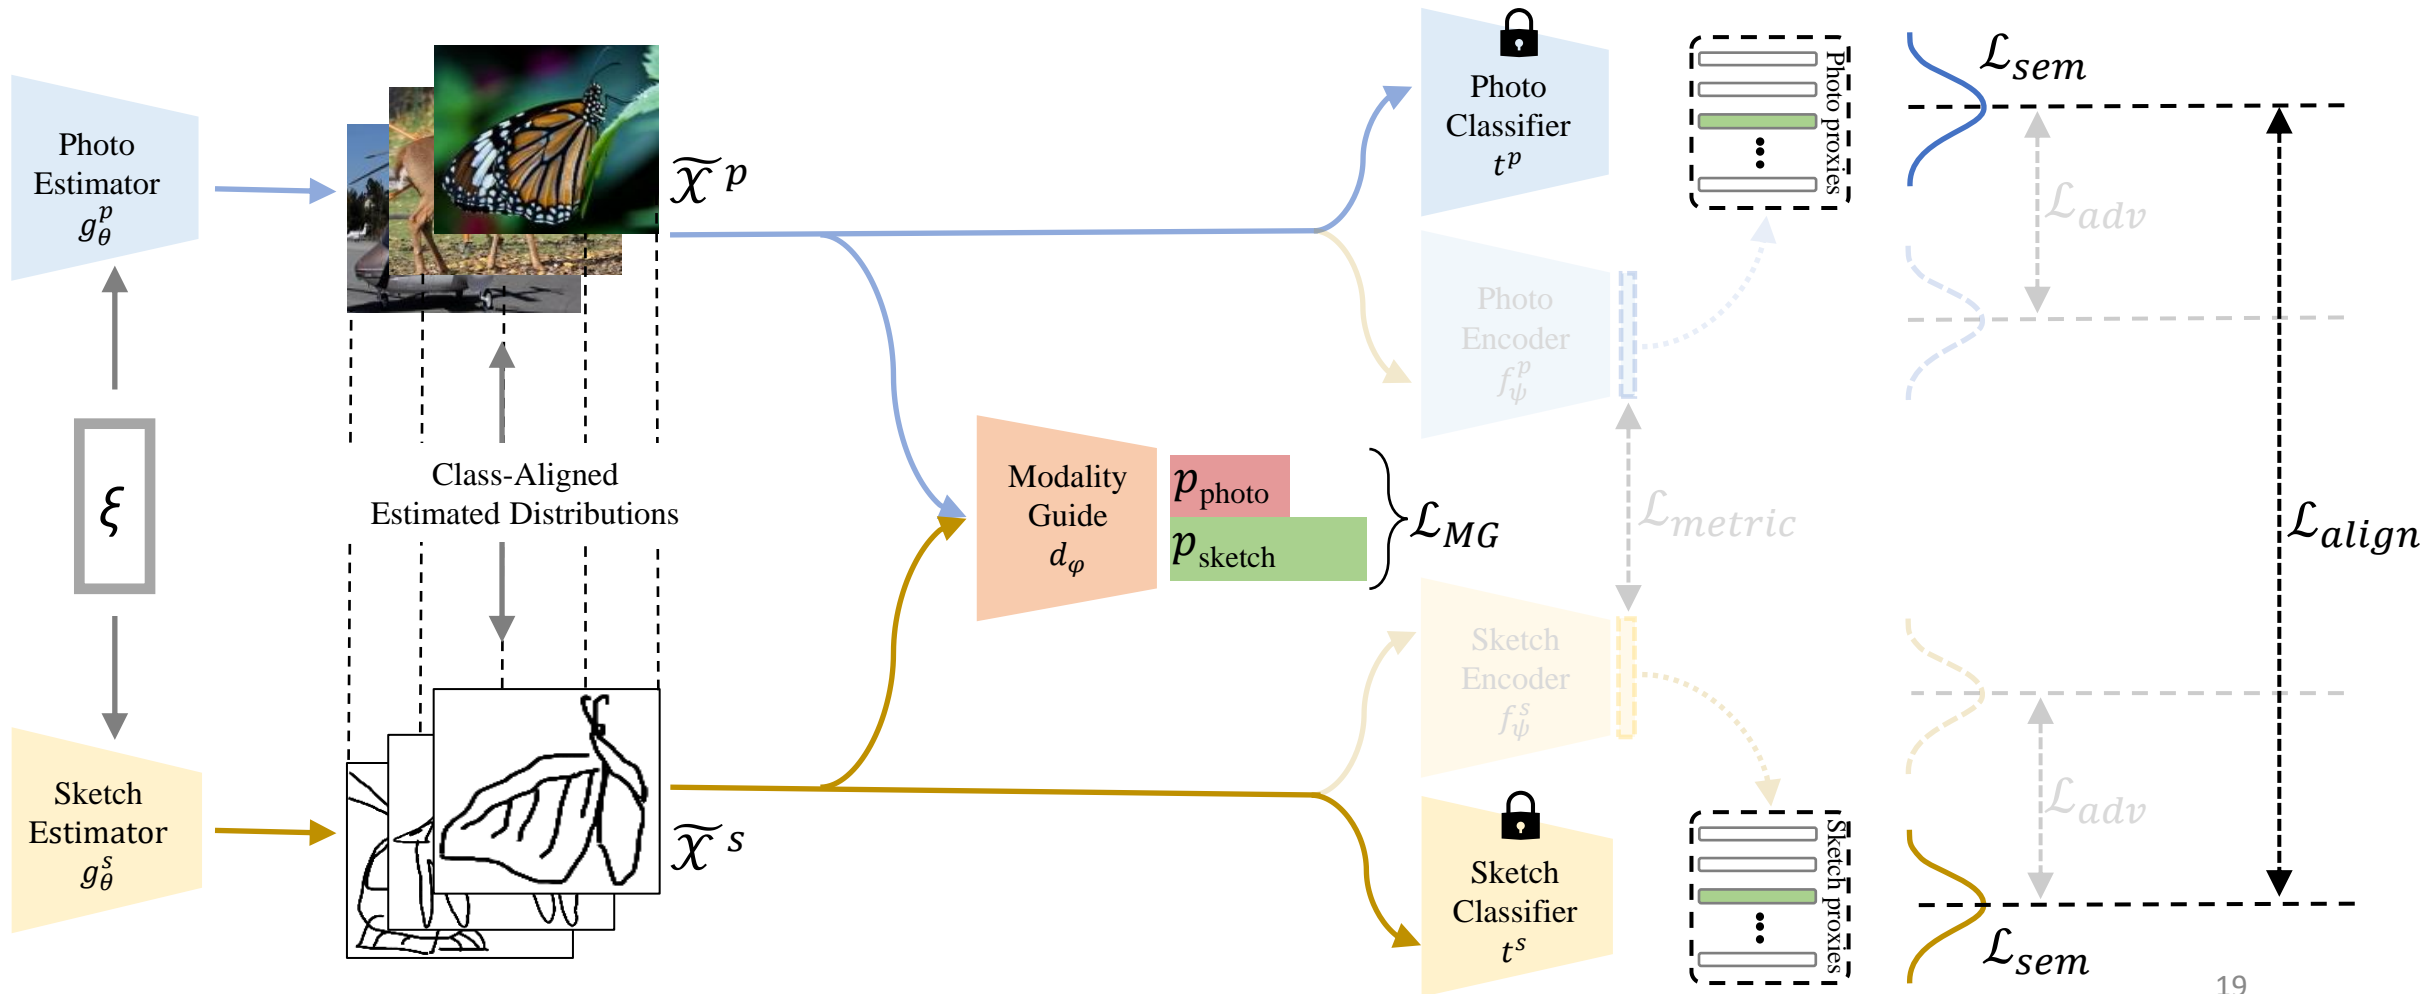 Photo
Estimator
g_θ^p
ξ
Sketch
Estimator
g_θ^s
𝒳̃^p
Class-Aligned
Estimated Distributions
𝒳̃^s
Modality
Guide
d_φ
p_photo
p_sketch
ℒ_MG
Photo
Classifier
t^p
Photo
Encoder
f_ψ^p
ℒ_metric
Sketch
Encoder
f_ψ^s
Sketch
Classifier
t^s
Photo proxies
Sketch proxies
ℒ_sem
ℒ_adv
ℒ_align
ℒ_adv
ℒ_sem
19